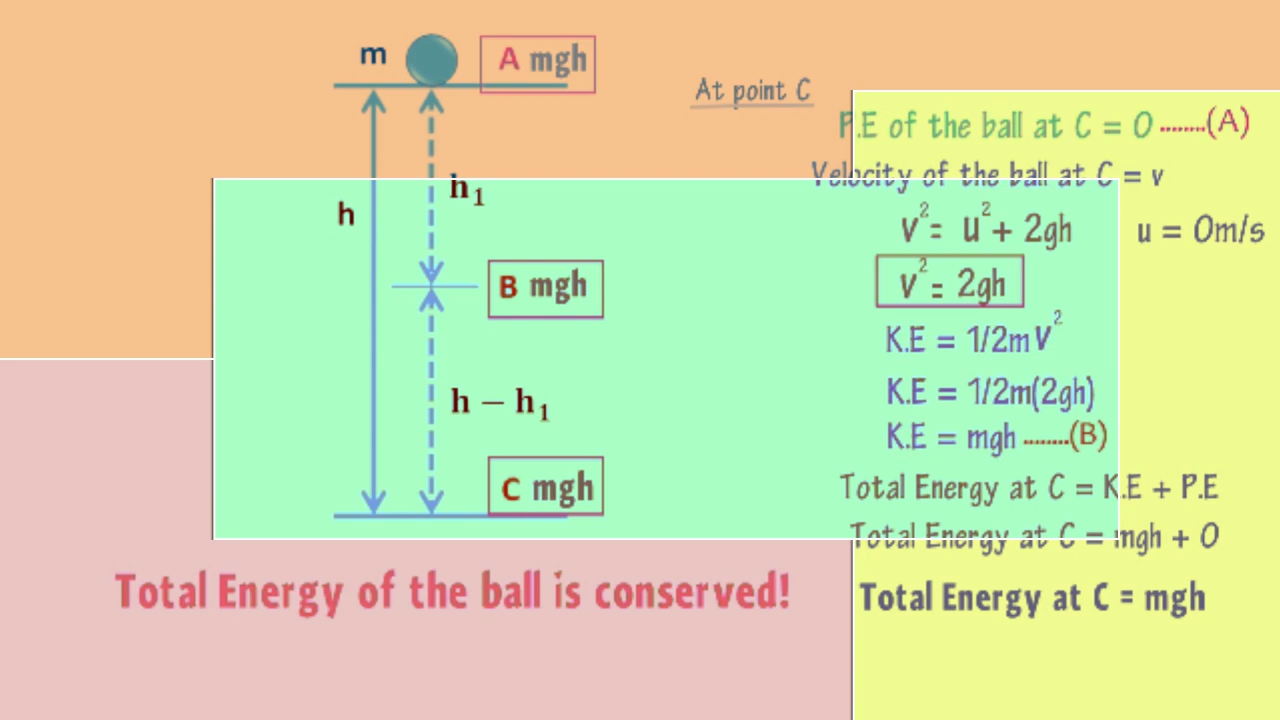 m
A mgh
h
h₁
B mgh
h − h₁
C mgh
Total Energy of the ball is conserved!
At point C
P.E of the ball at C = 0 ........(A)
Velocity of the ball at C = v
v² = u² + 2gh u = 0m/s
v² = 2gh
K.E = 1/2mv²
K.E = 1/2m(2gh)
K.E = mgh ........(B)
Total Energy at C = K.E + P.E
Total Energy at C = mgh + 0
Total Energy at C = mgh